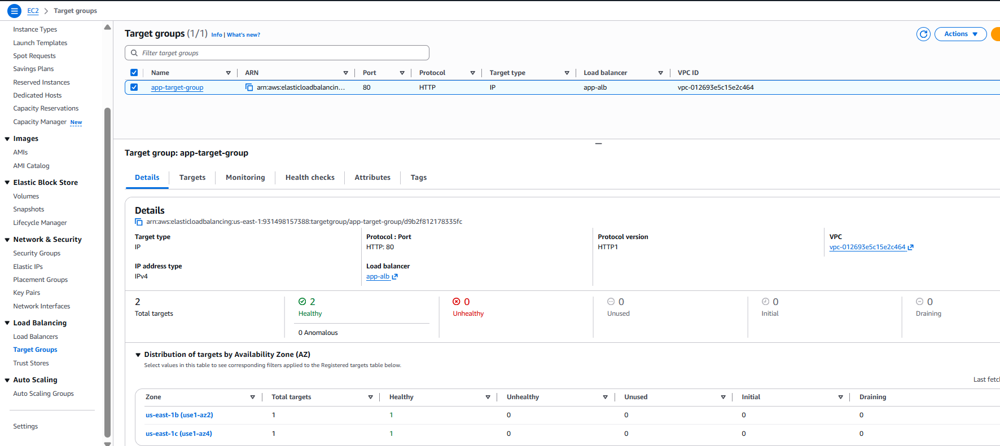 EC2 > Target groups
Instance Types
Launch Templates
Spot Requests
Savings Plans
Reserved Instances
Dedicated Hosts
Capacity Reservations
Capacity Manager New
Images
AMIs
AMI Catalog
Elastic Block Store
Volumes
Snapshots
Lifecycle Manager
Network & Security
Security Groups
Elastic IPs
Placement Groups
Key Pairs
Network Interfaces
Load Balancing
Load Balancers
Target Groups
Trust Stores
Auto Scaling
Auto Scaling Groups
Settings
Target groups (1/1) Info | What's new?
Actions
Filter target groups
Name ARN Port Protocol Target type Load balancer VPC ID
app-target-group arn:aws:elasticloadbalancin... 80 HTTP IP app-alb vpc-012693e5c15e2c464
Target group: app-target-group
Details Targets Monitoring Health checks Attributes Tags
Details
arn:aws:elasticloadbalancing:us-east-1:931498157388:targetgroup/app-target-group/d9b2f812178335fc
Target type Protocol : Port Protocol version VPC
IP HTTP: 80 HTTP1 vpc-012693e5c15e2c464
IP address type Load balancer
IPv4 app-alb
2 2 0 0 0 0
Total targets Healthy Unhealthy Unused Initial Draining
0 Anomalous
Distribution of targets by Availability Zone (AZ)
Select values in this table to see corresponding filters applied to the Registered targets table below.
Last fetc
Zone Total targets Healthy Unhealthy Unused Initial Draining
us-east-1b (use1-az2) 1 1 0 0 0 0
us-east-1c (use1-az4) 1 1 0 0 0 0